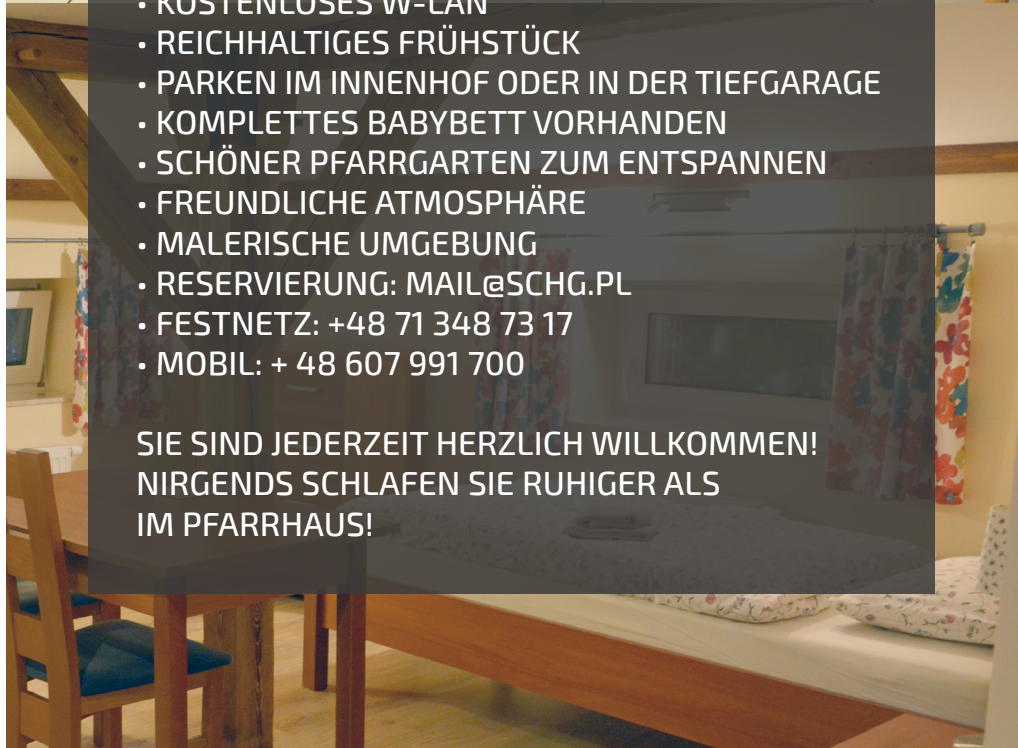 • KOSTENLOSES W-LAN
• REICHHALTIGES FRÜHSTÜCK
• PARKEN IM INNENHOF ODER IN DER TIEFGARAGE
• KOMPLETTES BABYBETT VORHANDEN
• SCHÖNER PFARRGARTEN ZUM ENTSPANNEN
• FREUNDLICHE ATMOSPHÄRE
• MALERISCHE UMGEBUNG
• RESERVIERUNG: MAIL@SCHG.PL
• FESTNETZ: +48 71 348 73 17
• MOBIL: + 48 607 991 700
SIE SIND JEDERZEIT HERZLICH WILLKOMMEN!
NIRGENDS SCHLAFEN SIE RUHIGER ALS
IM PFARRHAUS!